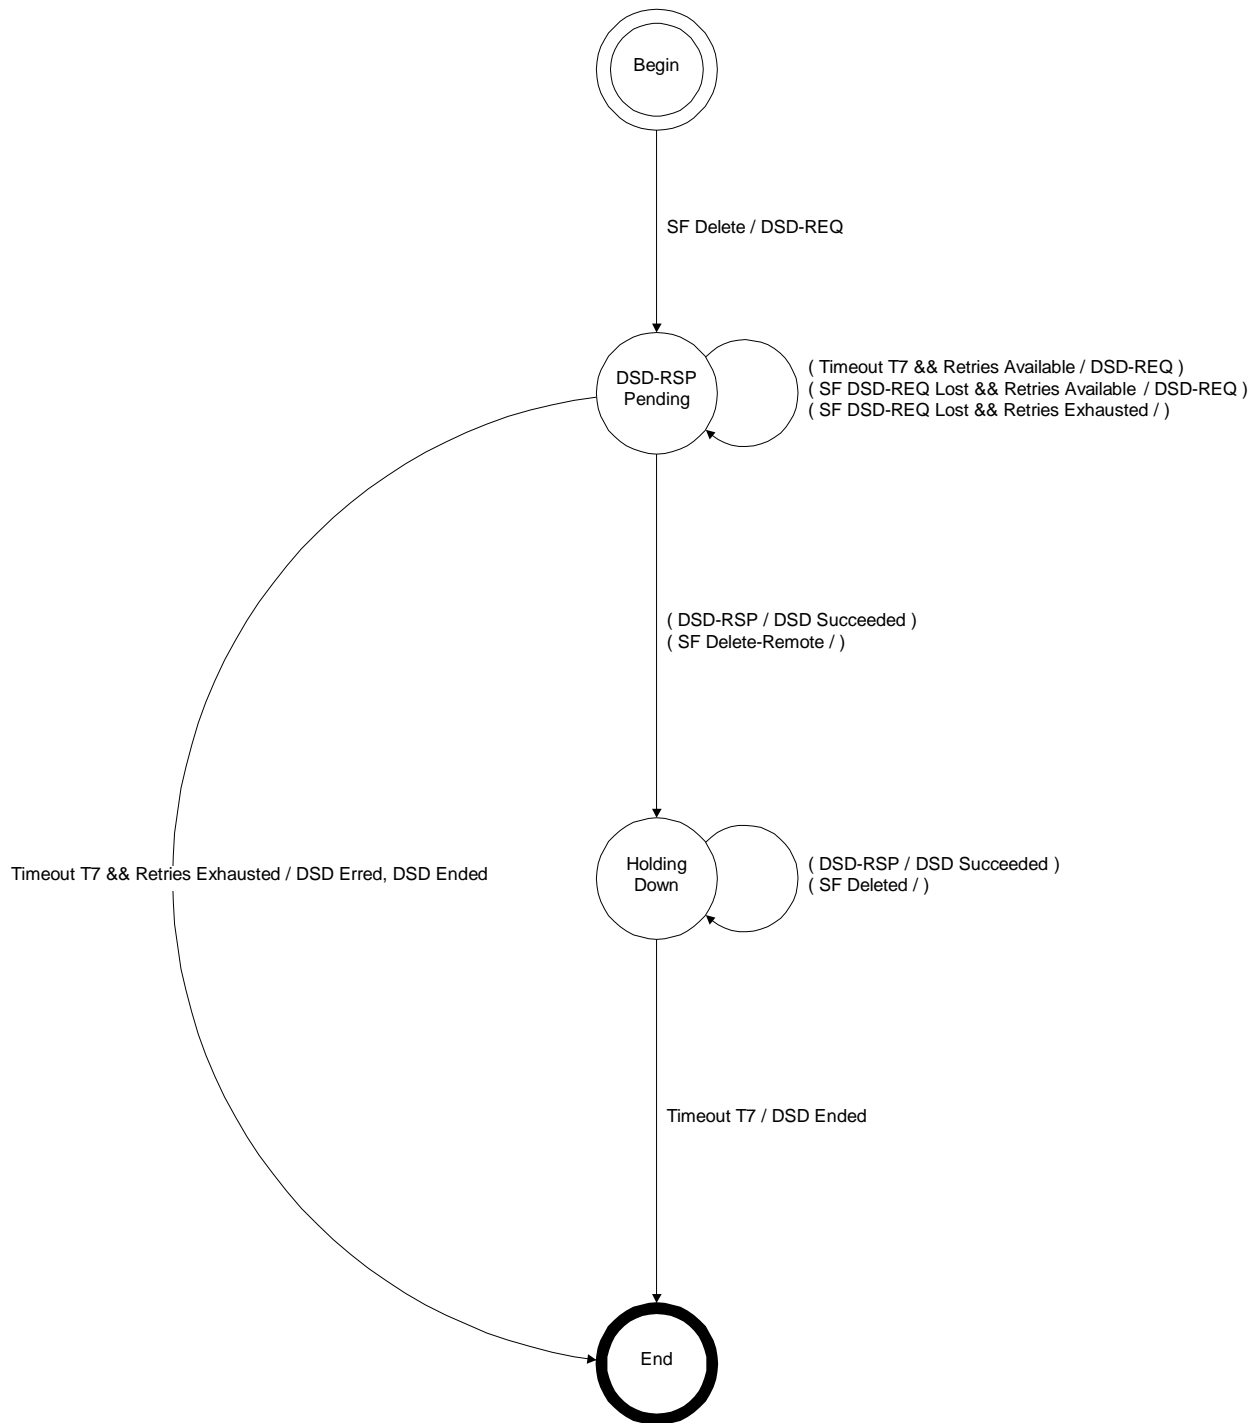 Begin
SF Delete / DSD-REQ
DSD-RSP
Pending
( Timeout T7 && Retries Available / DSD-REQ )
( SF DSD-REQ Lost && Retries Available / DSD-REQ )
( SF DSD-REQ Lost && Retries Exhausted / )
( DSD-RSP / DSD Succeeded )
( SF Delete-Remote / )
Timeout T7 && Retries Exhausted / DSD Erred, DSD Ended
Holding
Down
( DSD-RSP / DSD Succeeded )
( SF Deleted / )
Timeout T7 / DSD Ended
End